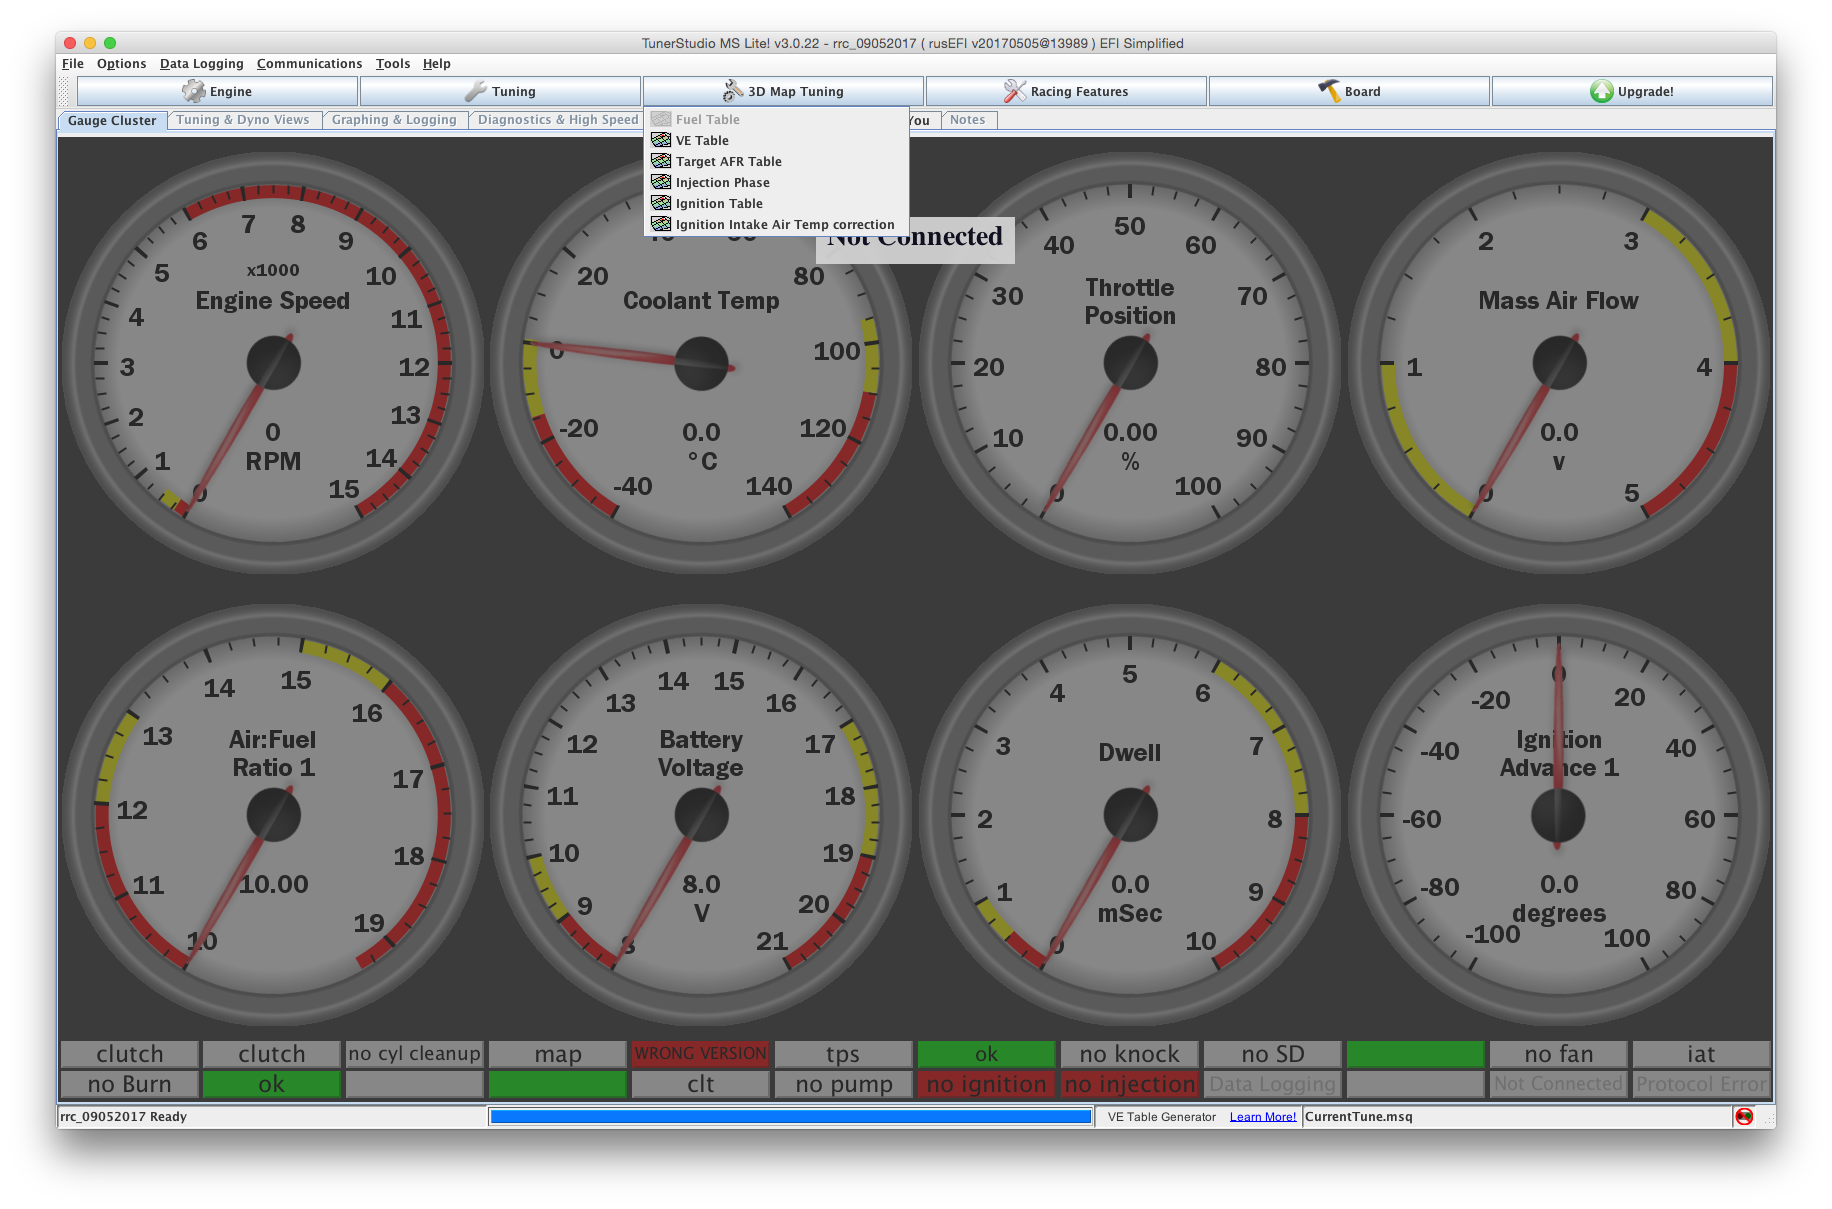 TunerStudio MS Lite! v3.0.22 - rrc_09052017 ( rusEFI v20170505@13989 ) EFI Simplified
File Options Data Logging Communications Tools Help
Engine Tuning 3D Map Tuning Racing Features Board Upgrade!
Gauge Cluster Tuning & Dyno Views Graphing & Logging Diagnostics & High Speed You Notes
Fuel Table
VE Table
Target AFR Table
Injection Phase
Ignition Table
Ignition Intake Air Temp correction
Not Connected
0 1 2 3 4 5 6 7 8 9 10 11 12 13 14 15
x1000
Engine Speed
0
RPM
-40 -20 0 20 80 100 120 140
Coolant Temp
0.0
°C
0 10 20 30 40 50 60 70 80 90 100
Throttle
Position
0.00
%
0 1 2 3 4 5
Mass Air Flow
0.0
v
10 11 12 13 14 15 16 17 18 19
Air:Fuel
Ratio 1
10.00
8 9 10 11 12 13 14 15 16 17 18 19 20 21
Battery
Voltage
8.0
V
0 1 2 3 4 5 6 7 8 9 10
Dwell
0.0
mSec
-100 -80 -60 -40 -20 0 20 40 60 80 100
Ignition
Advance 1
0.0
degrees
clutch clutch no cyl cleanup map WRONG VERSION tps ok no knock no SD no fan iat
no Burn ok clt no pump no ignition no injection Data Logging Not Connected Protocol Error
rrc_09052017 Ready VE Table Generator Learn More! CurrentTune.msq